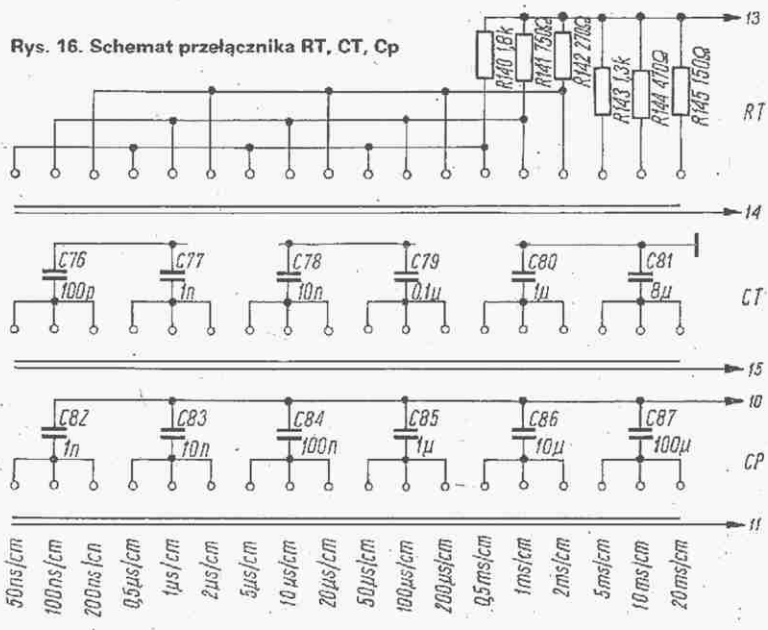 Rys. 16. Schemat przełącznika RT, CT, Cp
R140 1,8k
R141 750Ω
R142 270Ω
R143 1,3k
R144 470Ω
R145 150Ω
13
RT
14
C76
100p
C77
1n
C78
10n
C79
0,1μ
C80
1μ
C81
8μ
CT
15
10
C82
1n
C83
10n
C84
100n
C85
1μ
C86
10μ
C87
100μ
CP
11
50ns/cm
100ns/cm
200ns/cn
0,5μs/cm
1μs/cm
2μs/cm
5μs/cm
10μs/cm
20μs/cm
50μs/cm
100μs/cm
200μs/cm
0,5ms/cm
1ms/cm
2ms/cm
5ms/cm
10ms/cm
20ms/cm